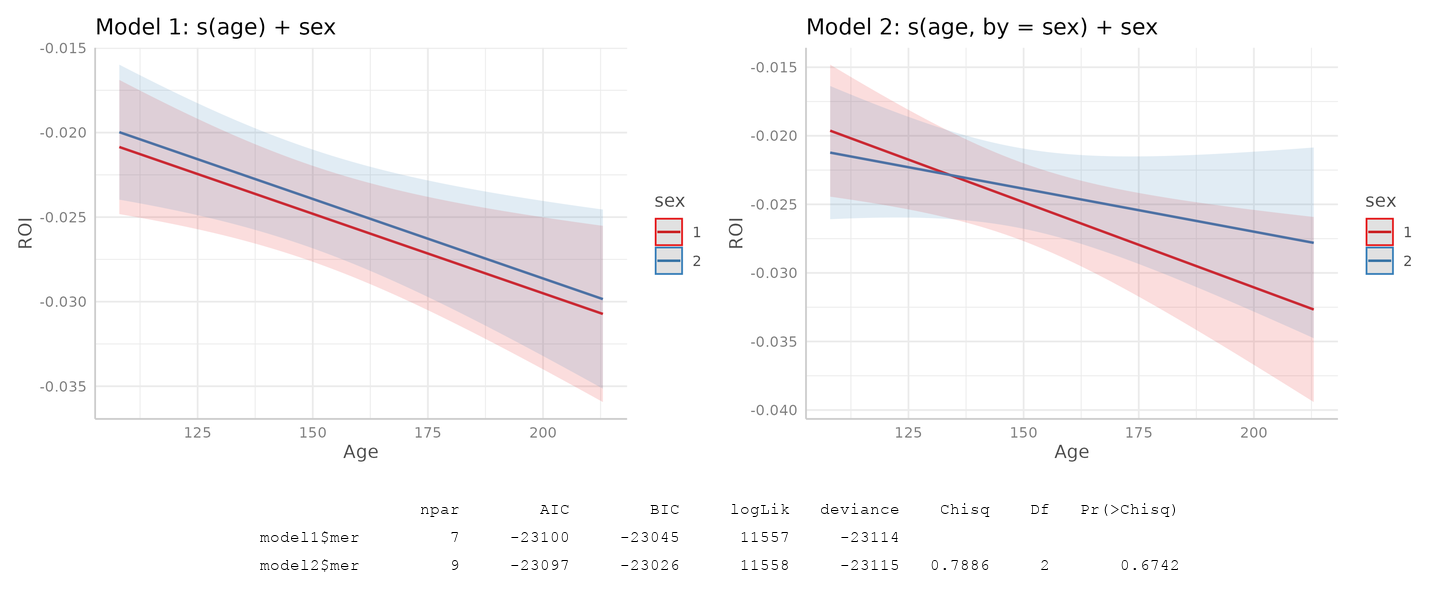 Model 1: s(age) + sex
-0.015
-0.020
-0.025
-0.030
-0.035
ROI
125 150 175 200
Age
sex
1
2
Model 2: s(age, by = sex) + sex
-0.015
-0.020
-0.025
-0.030
-0.035
-0.040
ROI
125 150 175 200
Age
sex
1
2
npar AIC BIC logLik deviance Chisq Df Pr(>Chisq)
model1$mer 7 -23100 -23045 11557 -23114
model2$mer 9 -23097 -23026 11558 -23115 0.7886 2 0.6742